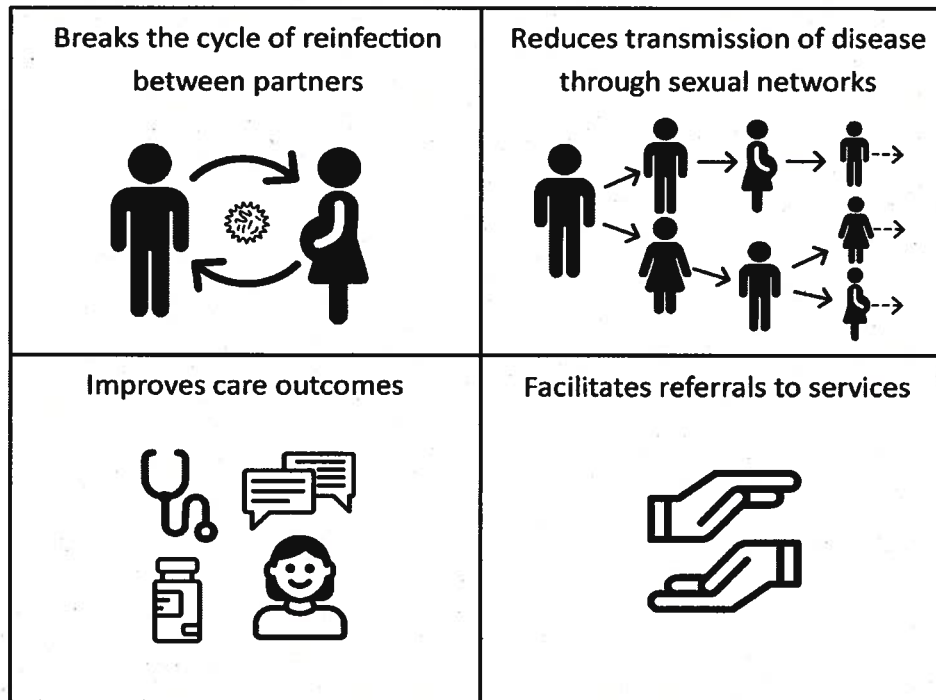 Breaks the cycle of reinfection
between partners
Reduces transmission of disease
through sexual networks
Improves care outcomes
Facilitates referrals to services